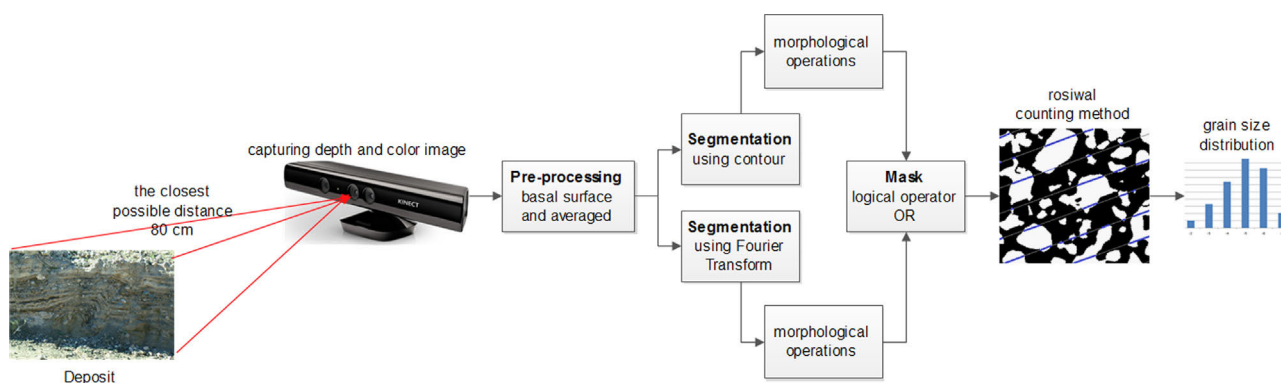 capturing depth and color image
the closest
possible distance
80 cm
KINECT
Deposit
Pre-processing
basal surface
and averaged
Segmentation
using contour
morphological
operations
Segmentation
using Fourier
Transform
morphological
operations
Mask
logical operator
OR
rosiwal
counting method
grain size
distribution